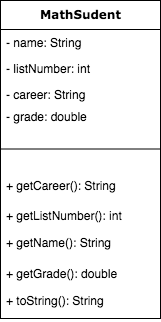 MathSudent
- name: String
- listNumber: int
- career: String
- grade: double
+ getCareer(): String
+ getListNumber(): int
+ getName(): String
+ getGrade(): double
+ toString(): String